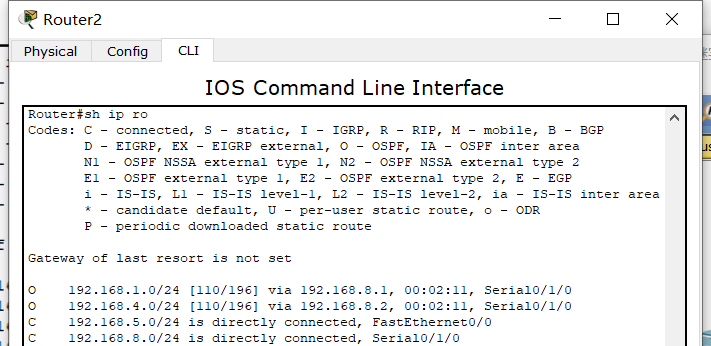 Router2
Physical Config CLI
IOS Command Line Interface
Router#sh ip ro
Codes: C - connected, S - static, I - IGRP, R - RIP, M - mobile, B - BGP
D - EIGRP, EX - EIGRP external, O - OSPF, IA - OSPF inter area
N1 - OSPF NSSA external type 1, N2 - OSPF NSSA external type 2
E1 - OSPF external type 1, E2 - OSPF external type 2, E - EGP
i - IS-IS, L1 - IS-IS level-1, L2 - IS-IS level-2, ia - IS-IS inter area
* - candidate default, U - per-user static route, o - ODR
P - periodic downloaded static route
Gateway of last resort is not set
O 192.168.1.0/24 [110/196] via 192.168.8.1, 00:02:11, Serial0/1/0
O 192.168.4.0/24 [110/196] via 192.168.8.2, 00:02:11, Serial0/1/0
C 192.168.5.0/24 is directly connected, FastEthernet0/0
C 192.168.8.0/24 is directly connected, Serial0/1/0